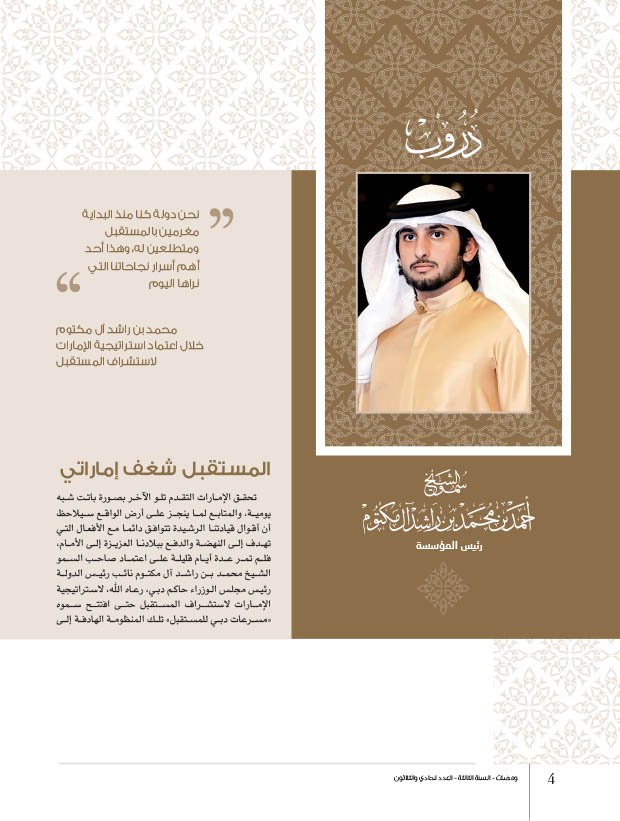 دُرُوبْ
سمو الشيخ
أحمد بن محمد بن راشد آل مكتوم
رئيس المؤسسة
نحن دولة كنا منذ البداية
مغرمين بالمستقبل
ومتطلعين له، وهذا أحد
أهم أسرار نجاحاتنا التي
نراها اليوم
محمد بن راشد آل مكتوم
خلال اعتماد استراتيجية الإمارات
لاستشراف المستقبل
المستقبل شغف إماراتي
تحقق الإمارات التقدم تلو الآخر بصورة باتت شبه
يومية، والمتابع لما ينجز على أرض الواقع سيلاحظ
أن أقوال قيادتنا الرشيدة تتوافق دائماً مع الأفعال التي
تهدف إلى النهضة والدفع ببلادنا العزيزة إلى الأمام،
فلم تمر عدة أيام قليلة على اعتماد صاحب السمو
الشيخ محمد بن راشد آل مكتوم نائب رئيس الدولة
رئيس مجلس الوزراء حاكم دبي، رعاه الله، لاستراتيجية
الإمارات لاستشراف المستقبل حتى افتتح سموه
«مسرعات دبي للمستقبل» تلك المنظومة الهادفة إلى
ومضات - السنة الثالثة - العدد الحادي والثلاثون
4